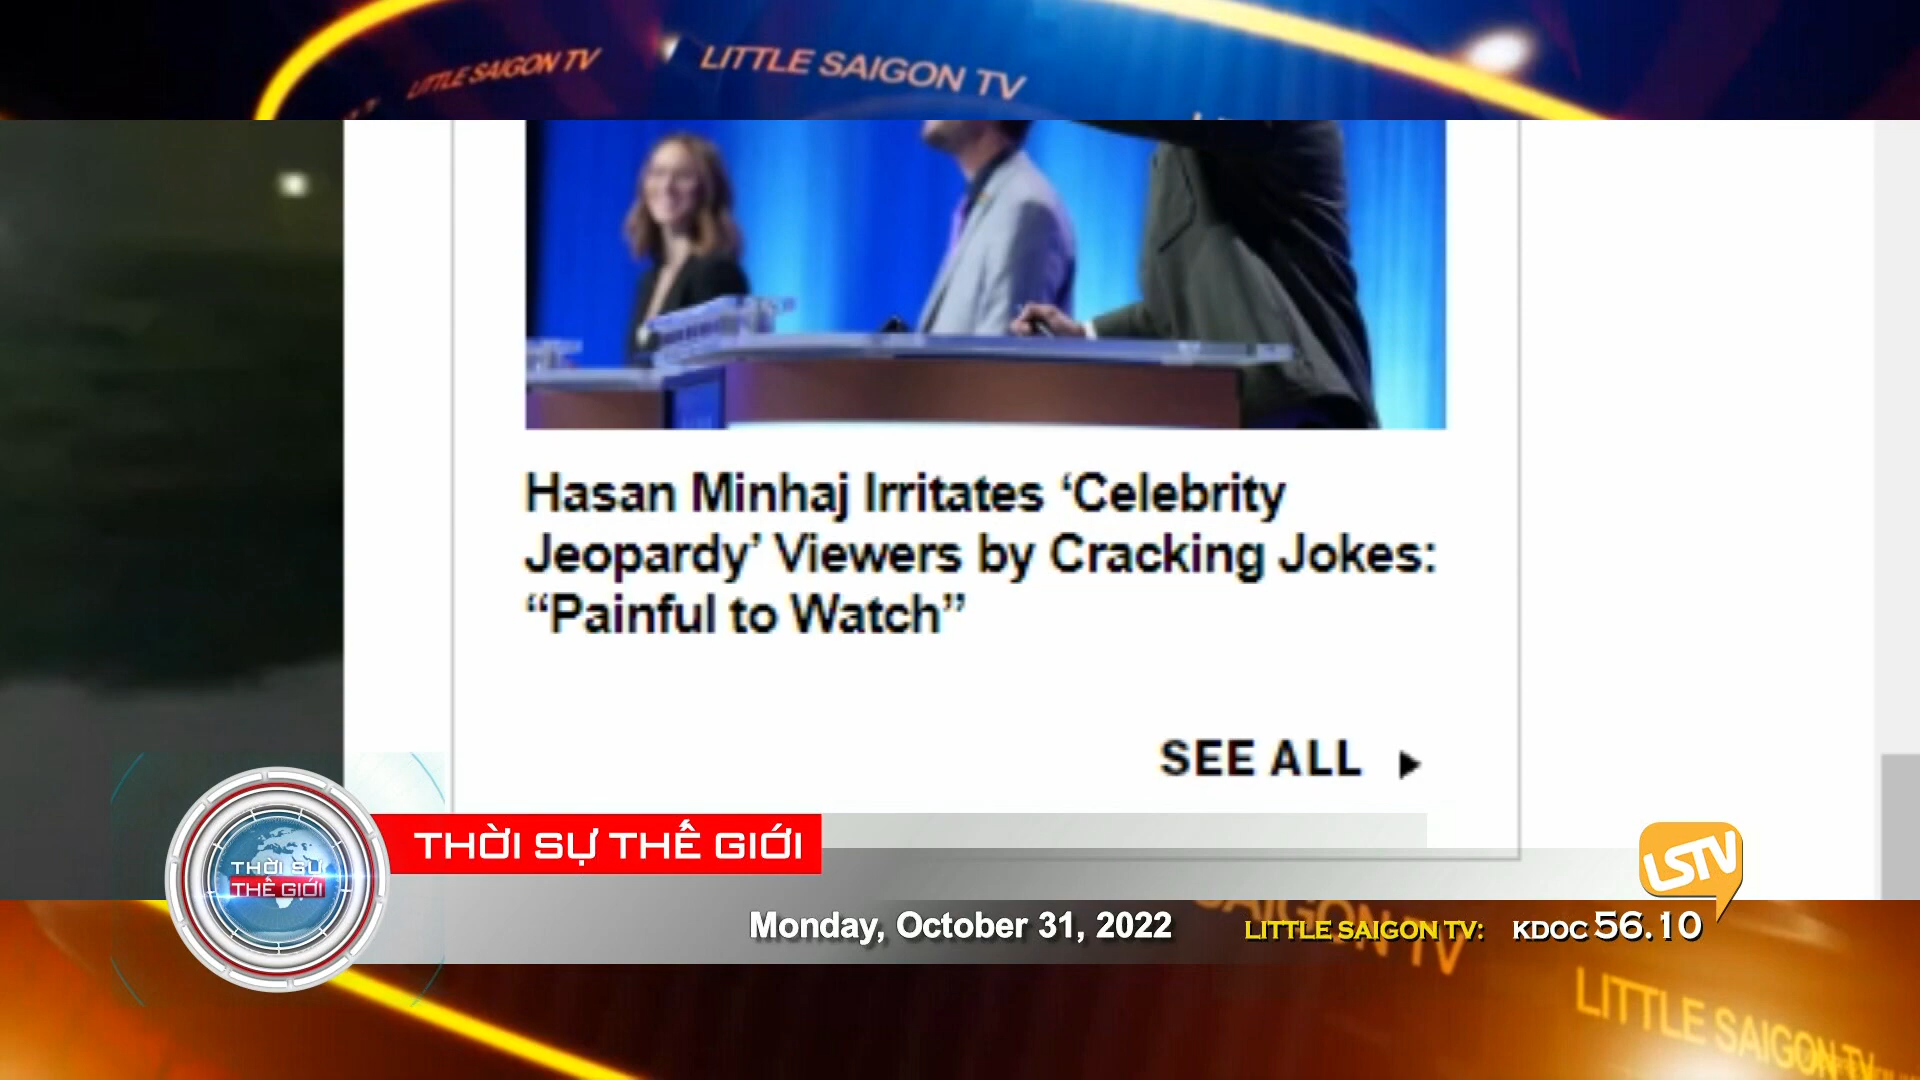 LITTLE SAIGON TV
LITTLE SAIGON TV
Hasan Minhaj Irritates ‘Celebrity
Jeopardy’ Viewers by Cracking Jokes:
“Painful to Watch”
SEE ALL
THỜI SỰ THẾ GIỚI
THỜI SỰ
THẾ GIỚI
LSTV
Monday, October 31, 2022
LITTLE SAIGON TV: KDOC 56.10
SAIGON TV
LITTLE SAIGON TV